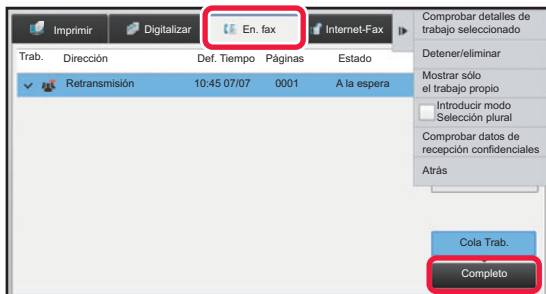 Imprimir
Digitalizar
En. fax
Internet-Fax
Trab.
Dirección
Def. Tiempo
Páginas
Estado
Retransmisión
10:45 07/07
0001
A la espera
Comprobar detalles de
trabajo seleccionado
Detener/eliminar
Mostrar sólo
el trabajo propio
Introducir modo
Selección plural
Comprobar datos de
recepción confidenciales
Atrás
Cola Trab.
Completo